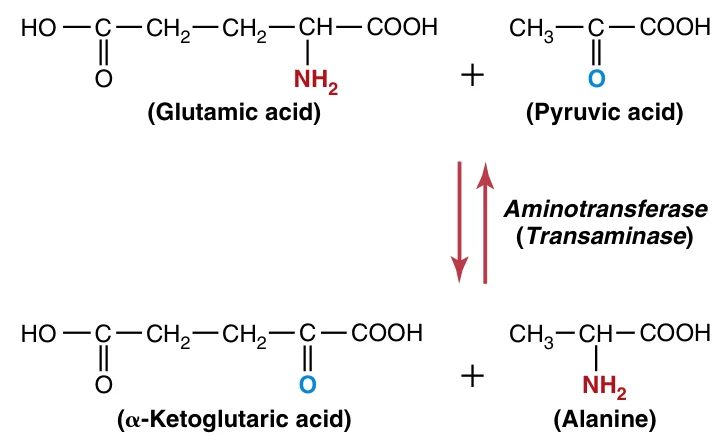 HO—C—CH2—CH2—CH—COOH
O
NH2
(Glutamic acid)
+
CH3—C—COOH
O
(Pyruvic acid)
Aminotransferase
(Transaminase)
HO—C—CH2—CH2—C—COOH
O
O
(α-Ketoglutaric acid)
+
CH3—CH—COOH
NH2
(Alanine)